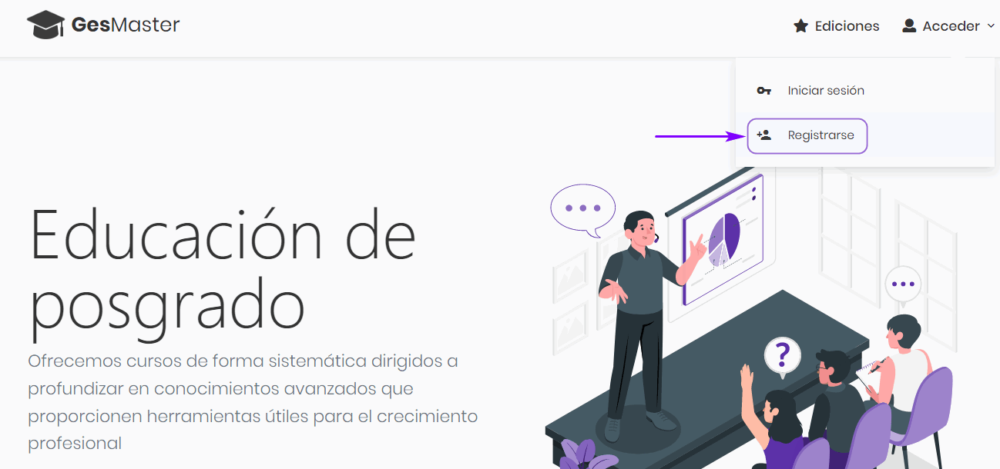 GesMaster
Ediciones
Acceder
Iniciar sesión
Registrarse
Educación de
posgrado
Ofrecemos cursos de forma sistemática dirigidos a
profundizar en conocimientos avanzados que
proporcionen herramientas útiles para el crecimiento
profesional
?